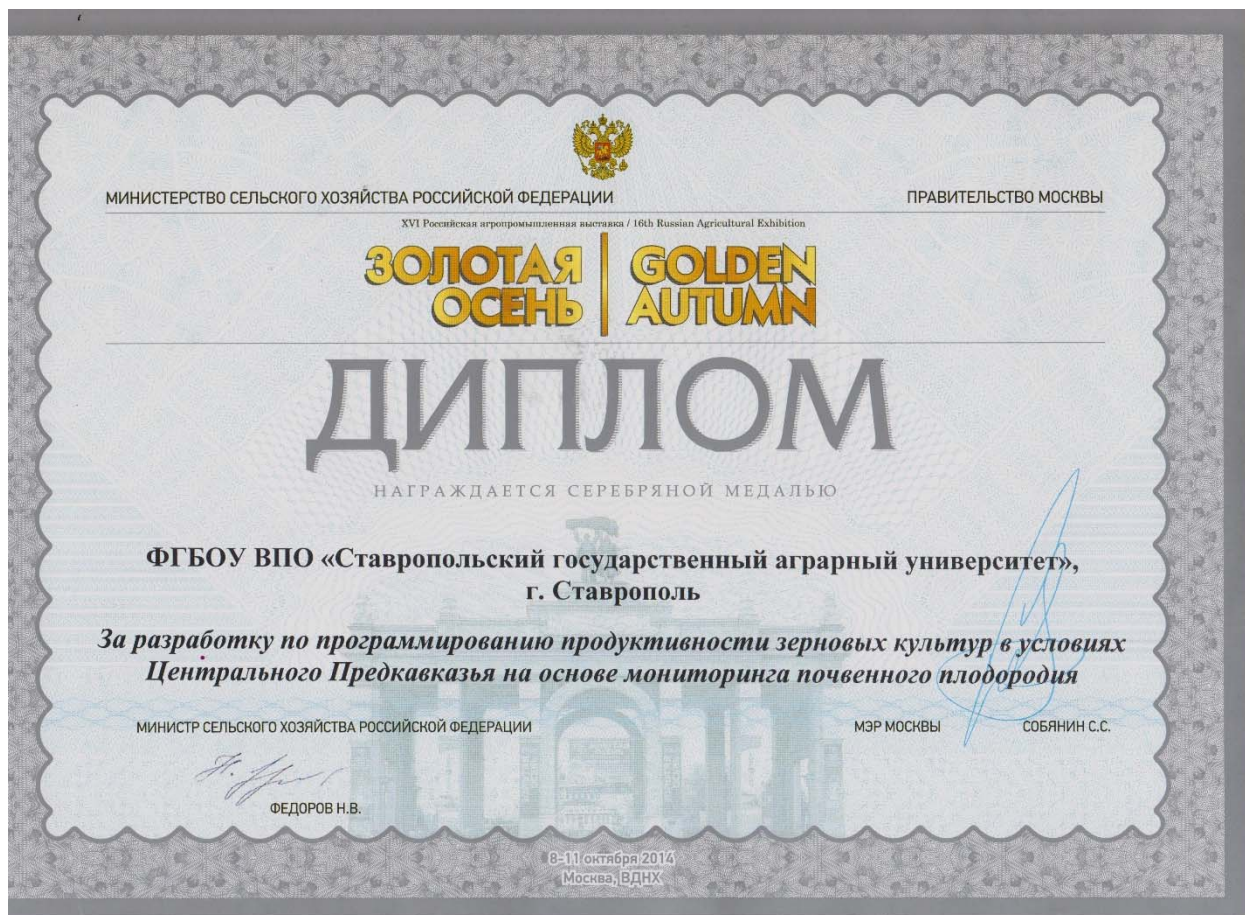 МИНИСТЕРСТВО СЕЛЬСКОГО ХОЗЯЙСТВА РОССИЙСКОЙ ФЕДЕРАЦИИ
ПРАВИТЕЛЬСТВО МОСКВЫ
XVI Российская агропромышленная выставка / 16th Russian Agricultural Exhibition
ЗОЛОТАЯ ОСЕНЬ
GOLDEN AUTUMN
ДИПЛОМ
НАГРАЖДАЕТСЯ СЕРЕБРЯНОЙ МЕДАЛЬЮ
ФГБОУ ВПО «Ставропольский государственный аграрный университет»,
г. Ставрополь
За разработку по программированию продуктивности зерновых культур в условиях
Центрального Предкавказья на основе мониторинга почвенного плодородия
МИНИСТР СЕЛЬСКОГО ХОЗЯЙСТВА РОССИЙСКОЙ ФЕДЕРАЦИИ
МЭР МОСКВЫ СОБЯНИН С.С.
ФЕДОРОВ Н.В.
8-11 октября 2014
Москва, ВДНХ